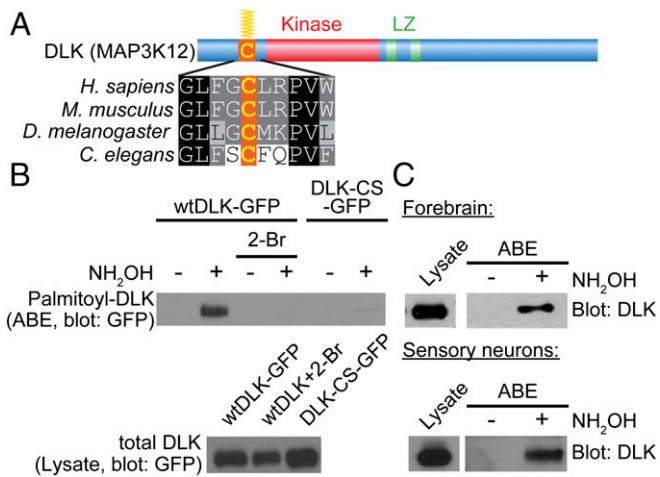 A
Kinase
LZ
DLK (MAP3K12)
C
H. sapiens GLFGCLRPVW
M. musculus GLFGCLRPVW
D. melanogaster GLLGCMKPVL
C. elegans GLFSCFQPVF
B
wtDLK-GFP
DLK-CS
-GFP
2-Br
NH2OH - + - + - +
Palmitoyl-DLK
(ABE, blot: GFP)
wtDLK-GFP
wtDLK+2-Br
DLK-CS-GFP
total DLK
(Lysate, blot: GFP)
C
Forebrain:
Lysate
ABE
- + NH2OH
Blot: DLK
Sensory neurons:
Lysate
ABE
- + NH2OH
Blot: DLK